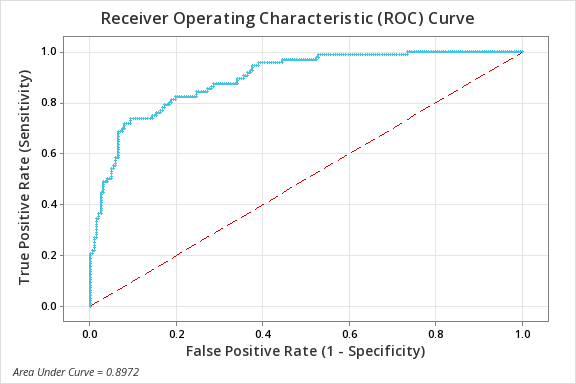 Receiver Operating Characteristic (ROC) Curve
True Positive Rate (Sensitivity)
1.0
0.8
0.6
0.4
0.2
0.0
0.0 0.2 0.4 0.6 0.8 1.0
False Positive Rate (1 - Specificity)
Area Under Curve = 0.8972